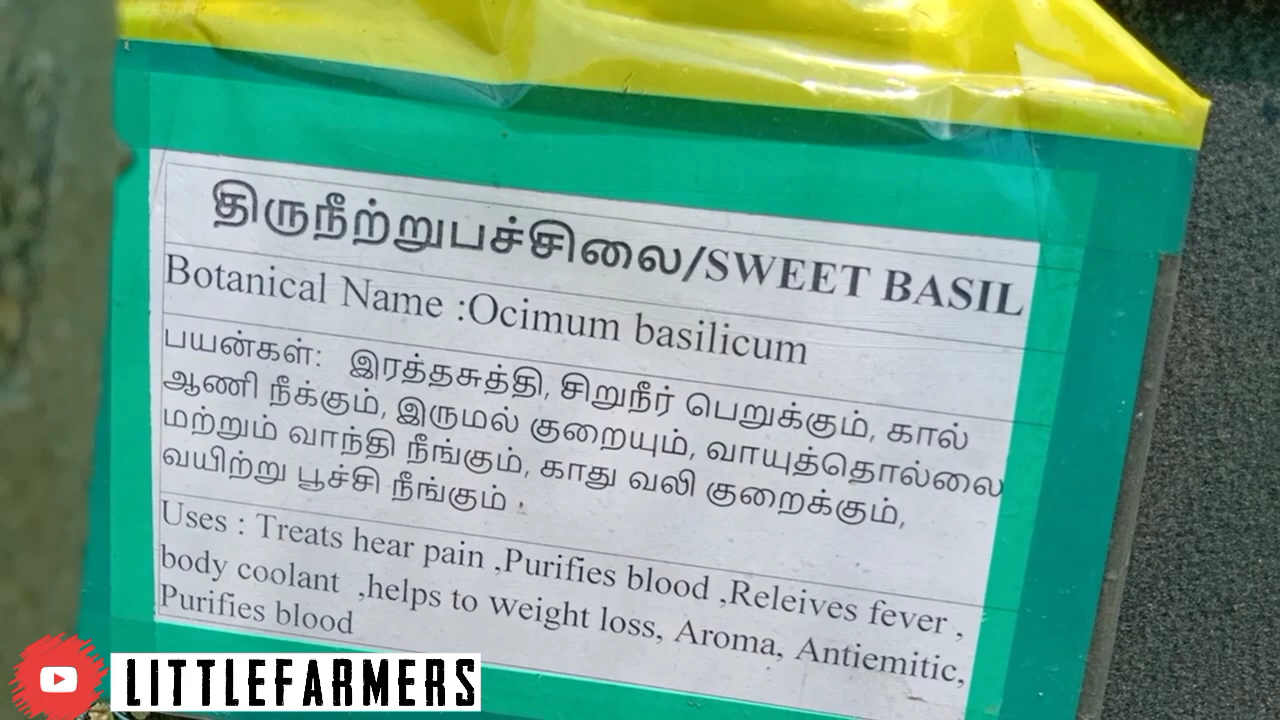 திருநீற்றுபச்சிலை/SWEET BASIL
Botanical Name :Ocimum basilicum
பயன்கள்: இரத்தசுத்தி, சிறுநீர் பெறுக்கும், கால்
ஆணி நீக்கும், இருமல் குறையும், வாயுத்தொல்லை
மற்றும் வாந்தி நீங்கும், காது வலி குறைக்கும்,
வயிற்று பூச்சி நீங்கும் .
Uses : Treats hear pain ,Purifies blood ,Releives fever ,
body coolant ,helps to weight loss, Aroma, Antiemitic,
Purifies blood
LITTLEFARMERS